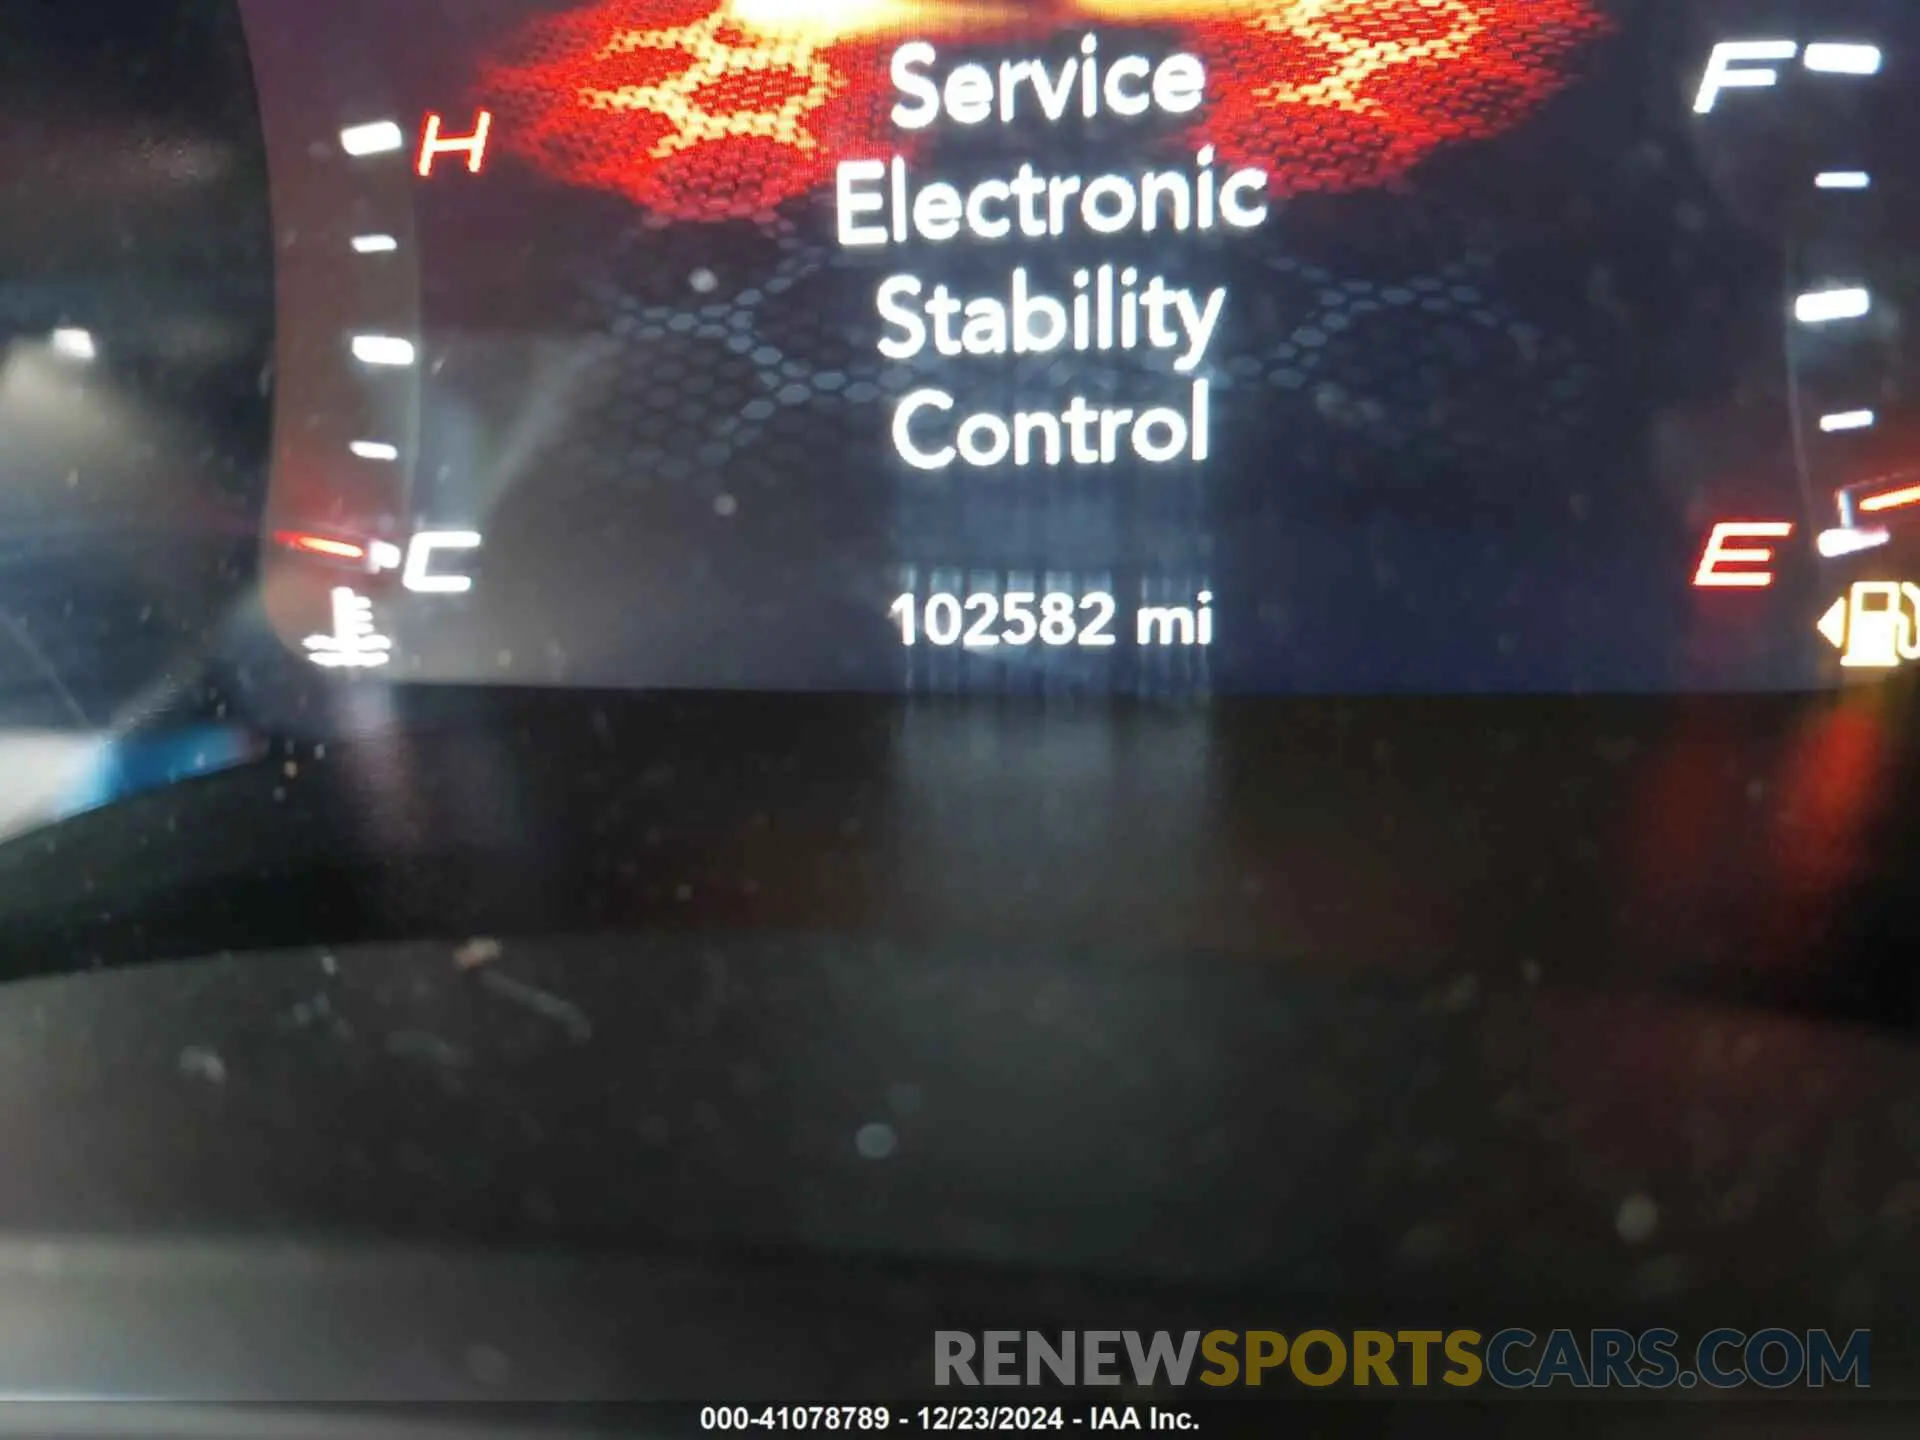 Service
Electronic
Stability
Control
H
F
C
E
102582 mi
RENEWSPORTSCARS.COM
000-41078789 - 12/23/2024 - IAA Inc.